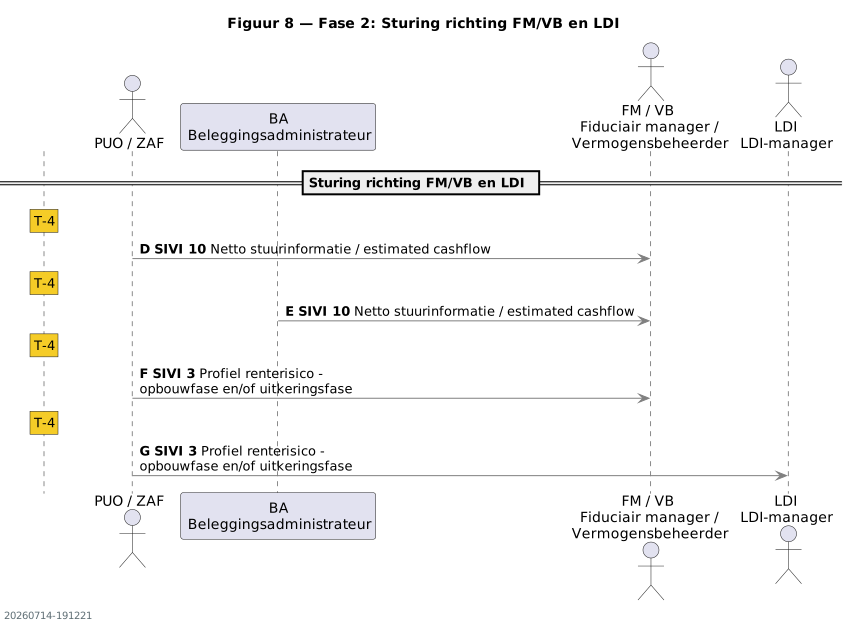 Figuur 8 — Fase 2: Sturing richting FM/VB en LDI
PUO / ZAF
BA
Beleggingsadministrateur
FM / VB
Fiduciair manager /
Vermogensbeheerder
LDI
LDI-manager
Sturing richting FM/VB en LDI
T-4
D SIVI 10 Netto stuurinformatie / estimated cashflow
T-4
E SIVI 10 Netto stuurinformatie / estimated cashflow
T-4
F SIVI 3 Profiel renterisico -
opbouwfase en/of uitkeringsfase
T-4
G SIVI 3 Profiel renterisico -
opbouwfase en/of uitkeringsfase
PUO / ZAF
BA
Beleggingsadministrateur
FM / VB
Fiduciair manager /
Vermogensbeheerder
LDI
LDI-manager
20260714-191221